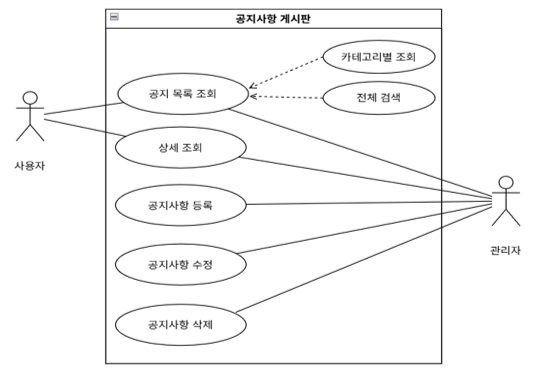 공지사항 게시판
카테고리별 조회
공지 목록 조회
전체 검색
상세 조회
사용자
공지사항 등록
관리자
공지사항 수정
공지사항 삭제